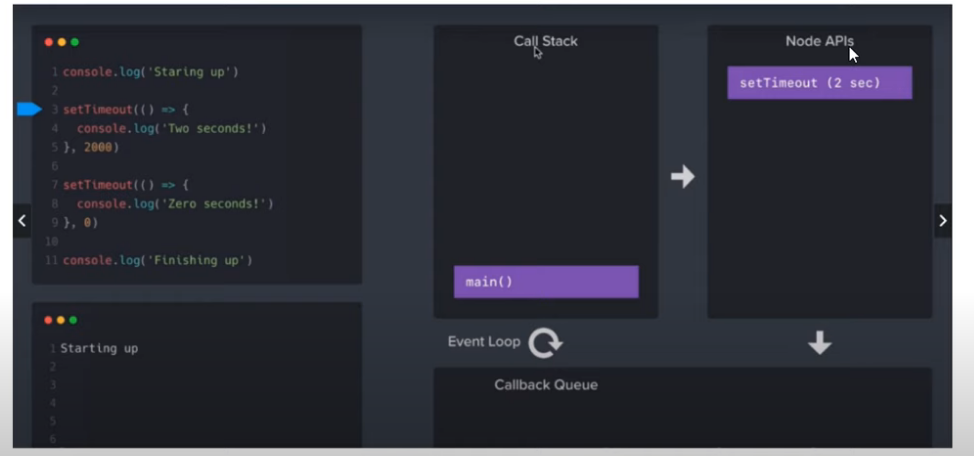 1 console.log('Staring up')
2
3 setTimeout(() => {
4 console.log('Two seconds!')
5 }, 2000)
6
7 setTimeout(() => {
8 console.log('Zero seconds!')
9 }, 0)
10
11 console.log('Finishing up')
1 Starting up
2
3
4
5
6
Call Stack
main()
Node APIs
setTimeout (2 sec)
Event Loop
Callback Queue